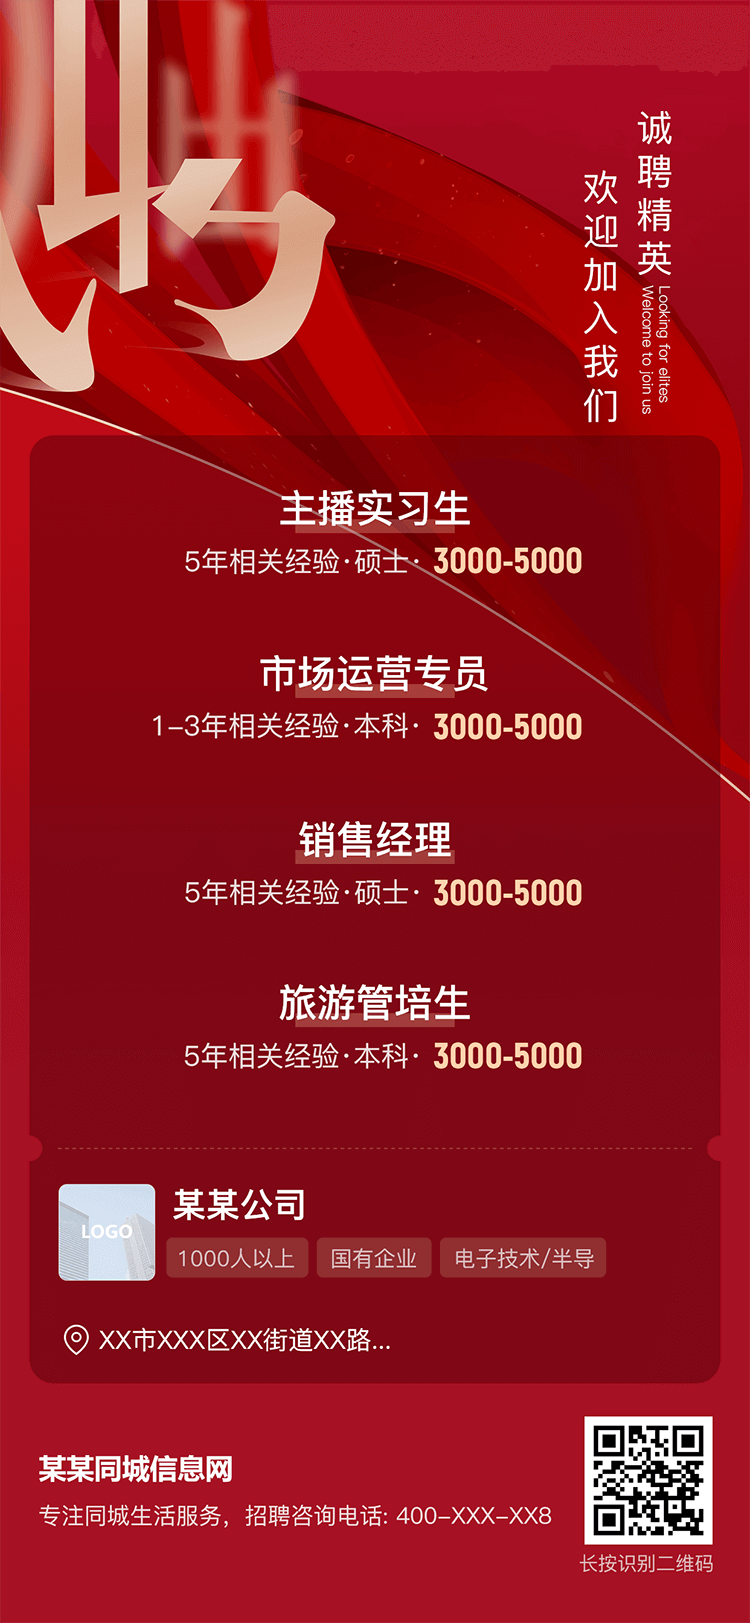 聘
诚聘精英
Looking for elites
Welcome to join us
欢迎加入我们
主播实习生
5年相关经验·硕士· 3000-5000
市场运营专员
1-3年相关经验·本科· 3000-5000
销售经理
5年相关经验·硕士· 3000-5000
旅游管培生
5年相关经验·本科· 3000-5000
LOGO
某某公司
1000人以上 国有企业 电子技术/半导
XX市XXX区XX街道XX路...
某某同城信息网
专注同城生活服务，招聘咨询电话: 400-XXX-XX8
长按识别二维码